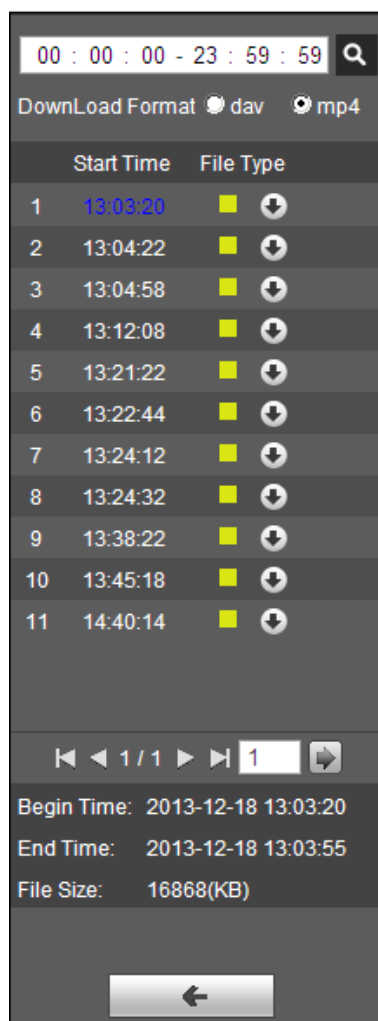 00 : 00 : 00 - 23 : 59 : 59
DownLoad Format dav mp4
Start Time File Type
1 13:03:20
2 13:04:22
3 13:04:58
4 13:12:08
5 13:21:22
6 13:22:44
7 13:24:12
8 13:24:32
9 13:38:22
10 13:45:18
11 14:40:14
1 / 1 1
Begin Time: 2013-12-18 13:03:20
End Time: 2013-12-18 13:03:55
File Size: 16868(KB)